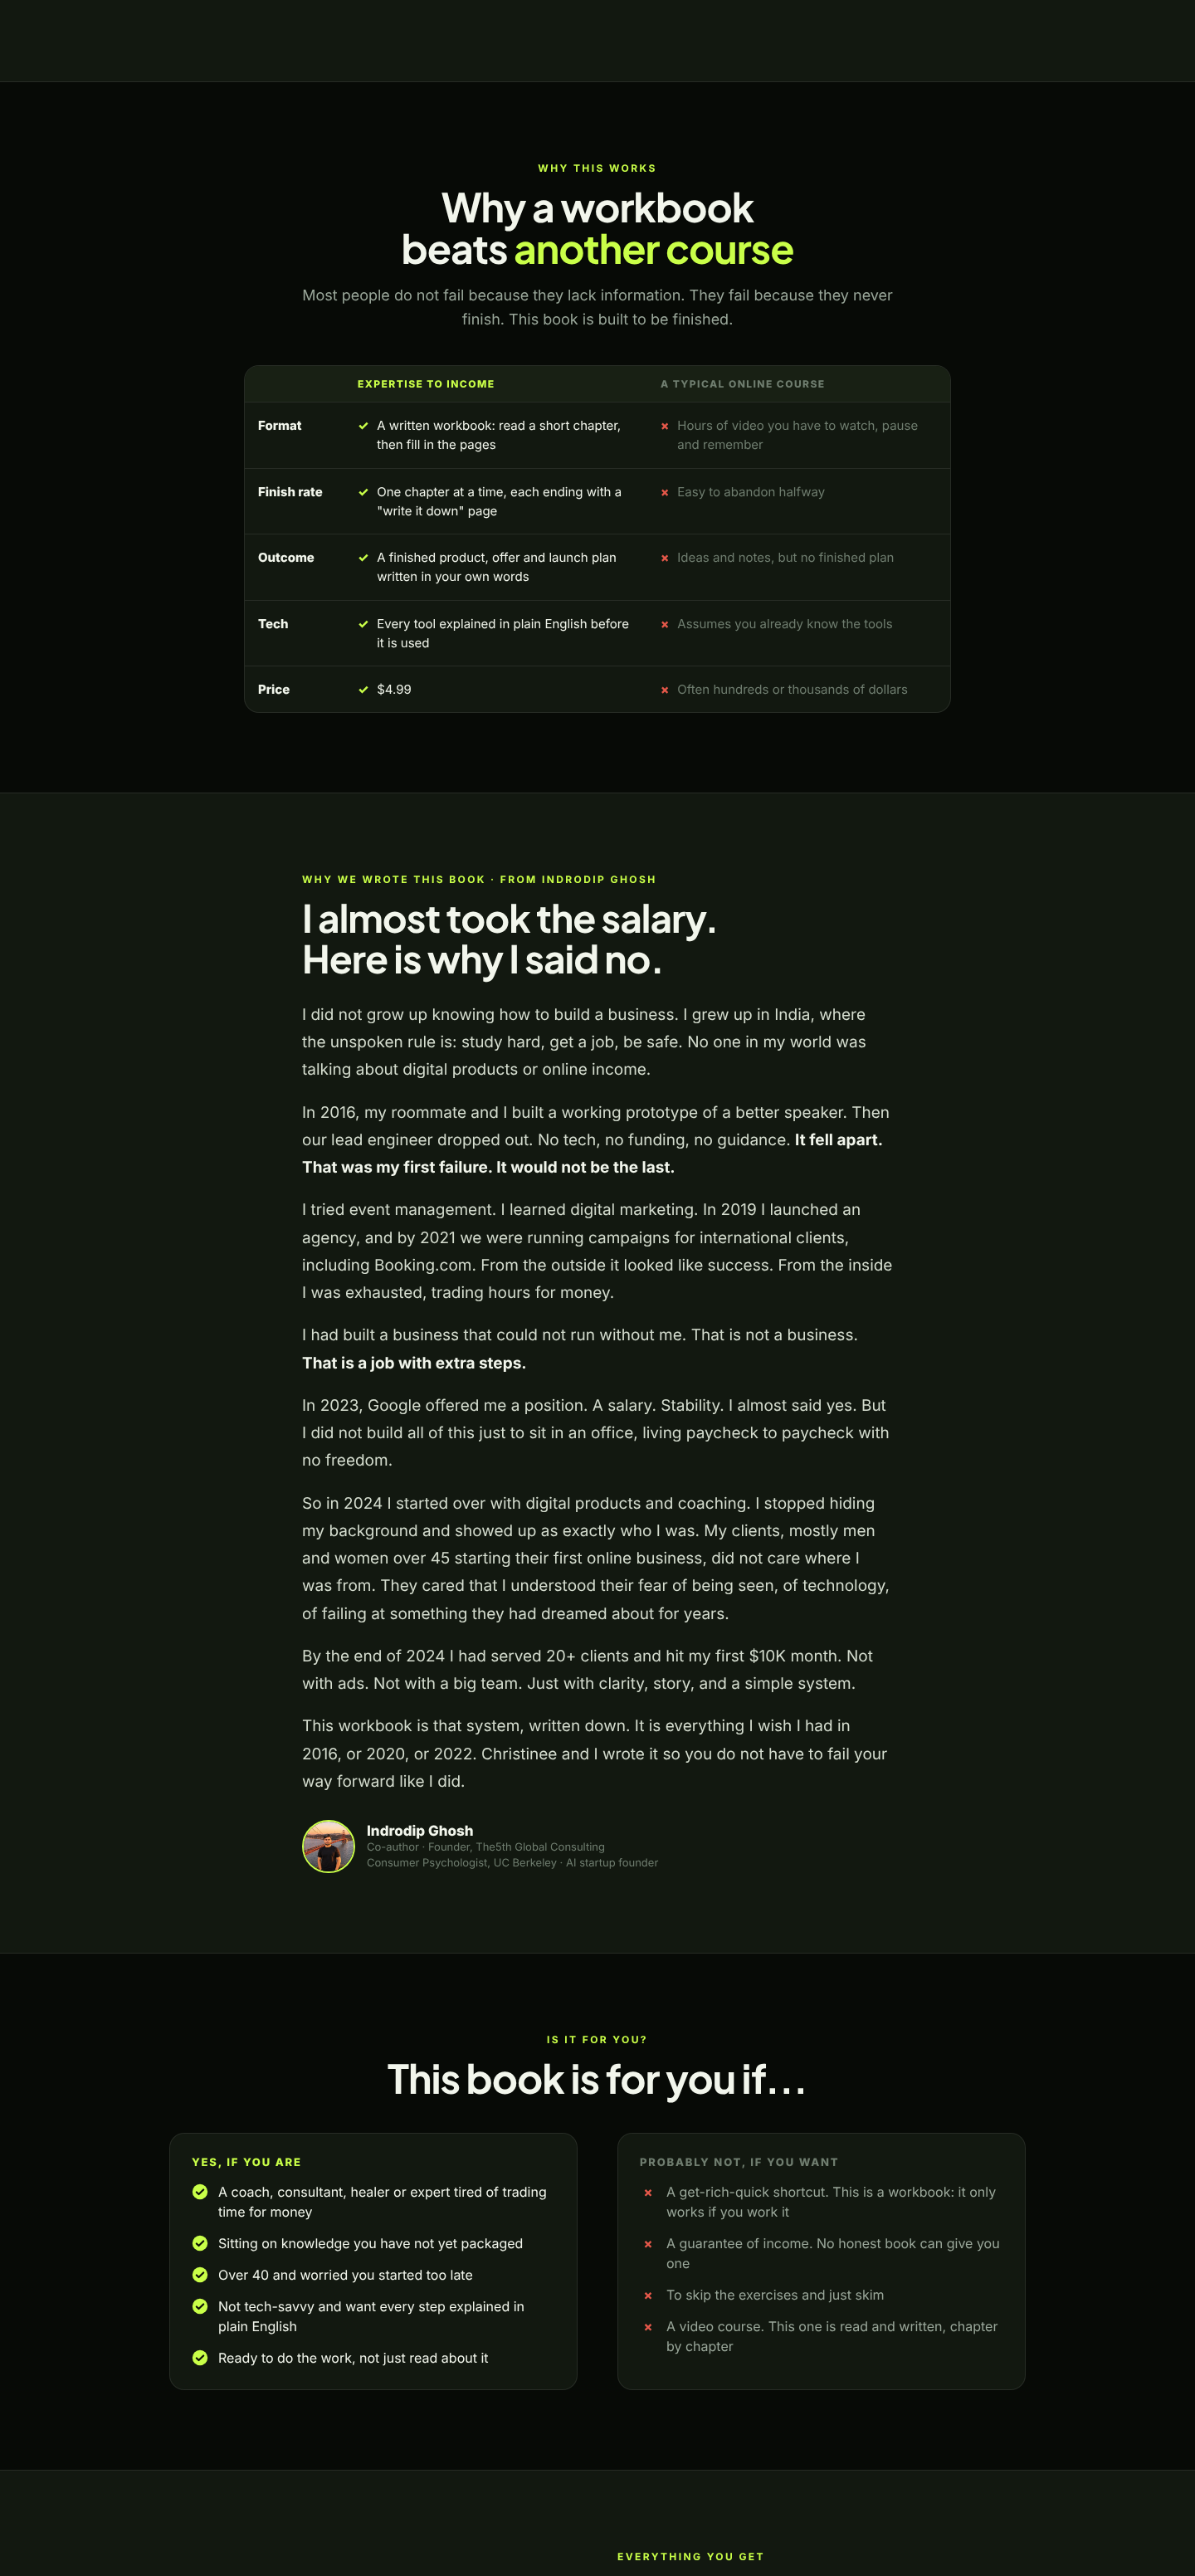 WHY THIS WORKS
Why a workbook
beats another course
Most people do not fail because they lack information. They fail because they never
finish. This book is built to be finished.
EXPERTISE TO INCOME
A TYPICAL ONLINE COURSE
Format
A written workbook: read a short chapter,
then fill in the pages
Hours of video you have to watch, pause
and remember
Finish rate
One chapter at a time, each ending with a
"write it down" page
Easy to abandon halfway
Outcome
A finished product, offer and launch plan
written in your own words
Ideas and notes, but no finished plan
Tech
Every tool explained in plain English before
it is used
Assumes you already know the tools
Price
$4.99
Often hundreds or thousands of dollars
WHY WE WROTE THIS BOOK · FROM INDRODIP GHOSH
I almost took the salary.
Here is why I said no.
I did not grow up knowing how to build a business. I grew up in India, where
the unspoken rule is: study hard, get a job, be safe. No one in my world was
talking about digital products or online income.
In 2016, my roommate and I built a working prototype of a better speaker. Then
our lead engineer dropped out. No tech, no funding, no guidance. It fell apart.
That was my first failure. It would not be the last.
I tried event management. I learned digital marketing. In 2019 I launched an
agency, and by 2021 we were running campaigns for international clients,
including Booking.com. From the outside it looked like success. From the inside
I was exhausted, trading hours for money.
I had built a business that could not run without me. That is not a business.
That is a job with extra steps.
In 2023, Google offered me a position. A salary. Stability. I almost said yes. But
I did not build all of this just to sit in an office, living paycheck to paycheck with
no freedom.
So in 2024 I started over with digital products and coaching. I stopped hiding
my background and showed up as exactly who I was. My clients, mostly men
and women over 45 starting their first online business, did not care where I
was from. They cared that I understood their fear of being seen, of technology,
of failing at something they had dreamed about for years.
By the end of 2024 I had served 20+ clients and hit my first $10K month. Not
with ads. Not with a big team. Just with clarity, story, and a simple system.
This workbook is that system, written down. It is everything I wish I had in
2016, or 2020, or 2022. Christinee and I wrote it so you do not have to fail your
way forward like I did.
Indrodip Ghosh
Co-author · Founder, The5th Global Consulting
Consumer Psychologist, UC Berkeley · AI startup founder
IS IT FOR YOU?
This book is for you if...
YES, IF YOU ARE
A coach, consultant, healer or expert tired of trading
time for money
Sitting on knowledge you have not yet packaged
Over 40 and worried you started too late
Not tech-savvy and want every step explained in
plain English
Ready to do the work, not just read about it
PROBABLY NOT, IF YOU WANT
A get-rich-quick shortcut. This is a workbook: it only
works if you work it
A guarantee of income. No honest book can give you
one
To skip the exercises and just skim
A video course. This one is read and written, chapter
by chapter
EVERYTHING YOU GET